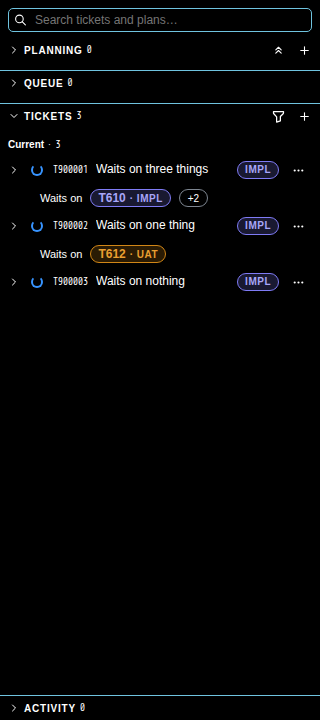 Search tickets and plans…
PLANNING 0
QUEUE 0
TICKETS 3
Current · 3
T900001 Waits on three things IMPL
Waits on T610 · IMPL +2
T900002 Waits on one thing IMPL
Waits on T612 · UAT
T900003 Waits on nothing IMPL
ACTIVITY 0